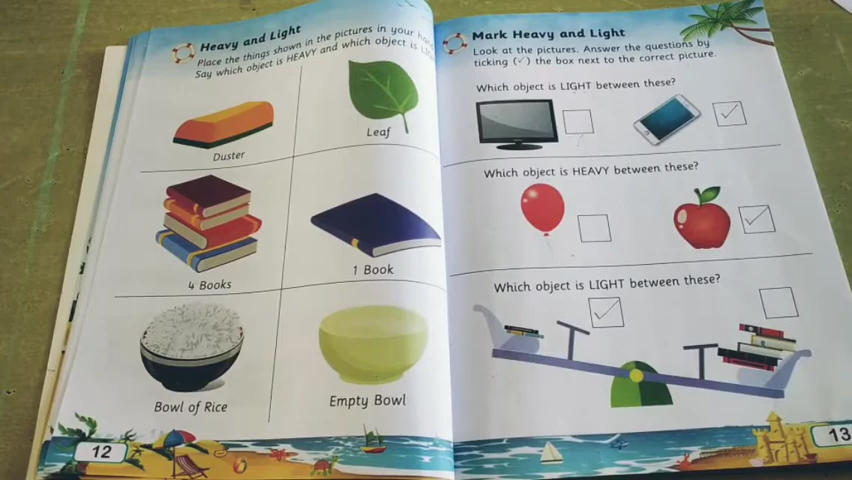 Heavy and Light
Place the things shown in the pictures in your
Say which object is HEAVY and which object is
Duster
Leaf
4 Books
1 Book
Bowl of Rice
Empty Bowl
12
Mark Heavy and Light
Look at the pictures. Answer the questions by
ticking (✓) the box next to the correct picture.
Which object is LIGHT between these?
Which object is HEAVY between these?
Which object is LIGHT between these?
13